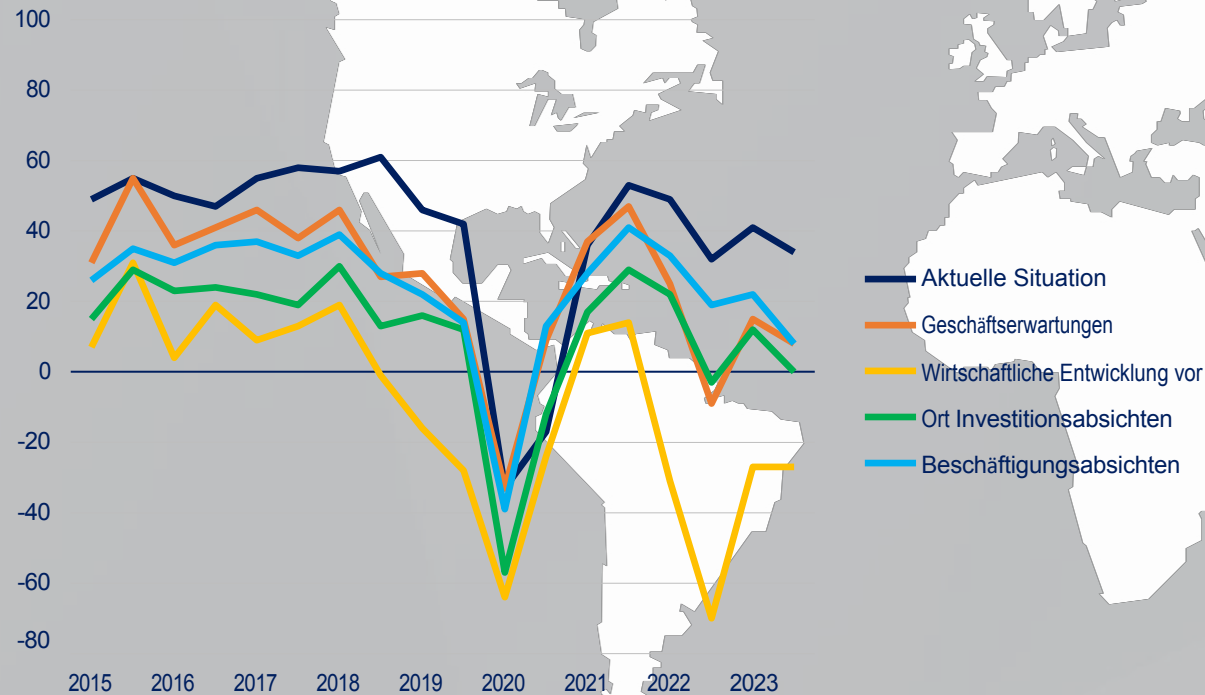 100
80
60
40
20
0
-20
-40
-60
-80
2015 2016 2017 2018 2019 2020 2021 2022 2023
Aktuelle Situation
Geschäftserwartungen
Wirtschaftliche Entwicklung vor
Ort Investitionsabsichten
Beschäftigungsabsichten